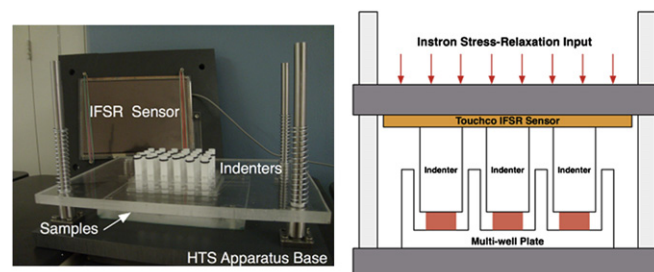 IFSR Sensor
Indenters
Samples
HTS Apparatus Base
Instron Stress-Relaxation Input
Touchco IFSR Sensor
Indenter Indenter Indenter
Multi-well Plate